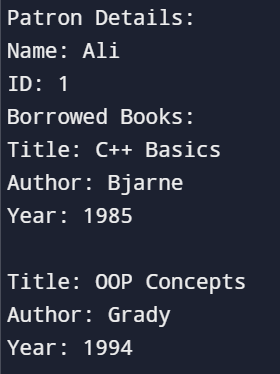 Patron Details:
Name: Ali
ID: 1
Borrowed Books:
Title: C++ Basics
Author: Bjarne
Year: 1985

Title: OOP Concepts
Author: Grady
Year: 1994